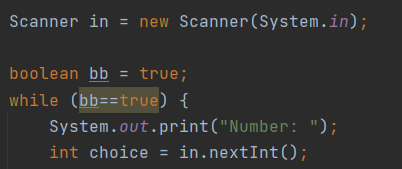 Scanner in = new Scanner(System.in);
boolean bb = true;
while (bb==true) {
System.out.print("Number: ");
int choice = in.nextInt();